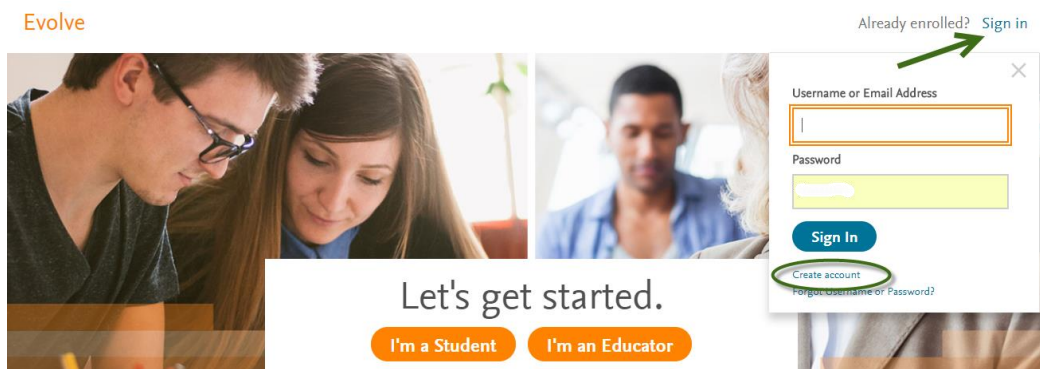 Evolve
Already enrolled? Sign in
Username or Email Address
Password
Sign In
Create account
Forgot Username or Password?
Let's get started.
I'm a Student
I'm an Educator